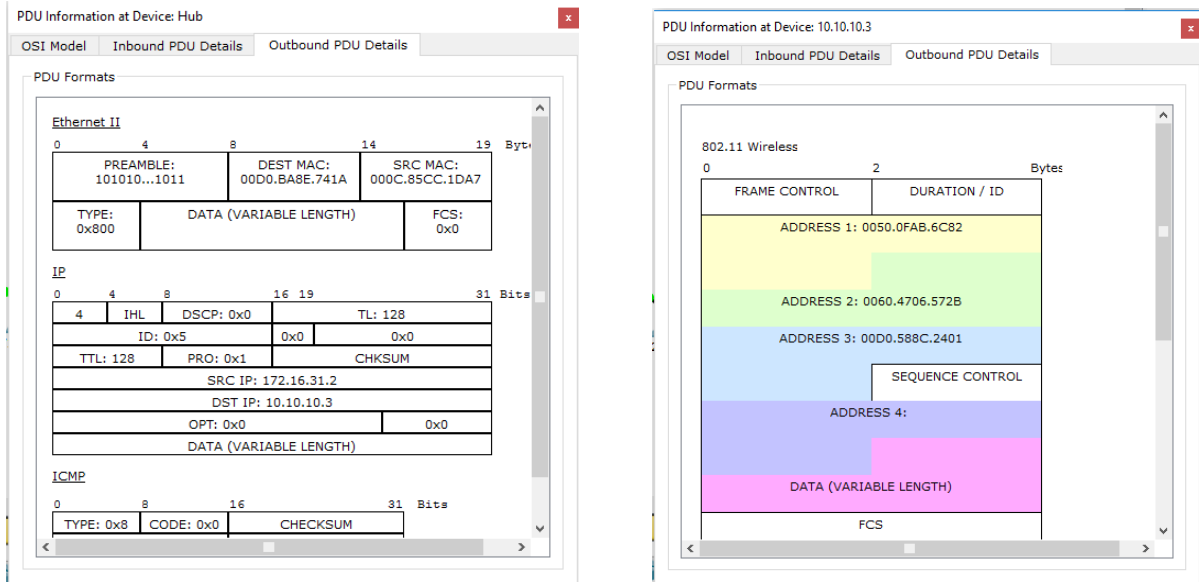 PDU Information at Device: Hub
x
OSI Model Inbound PDU Details Outbound PDU Details
PDU Formats
Ethernet II
0 4 8 14 19 Byt
PREAMBLE: DEST MAC: SRC MAC:
101010...1011 00D0.BA8E.741A 000C.85CC.1DA7
TYPE: DATA (VARIABLE LENGTH) FCS:
0x800 0x0
IP
0 4 8 16 19 31 Bits
4 IHL DSCP: 0x0 TL: 128
ID: 0x5 0x0 0x0
TTL: 128 PRO: 0x1 CHKSUM
SRC IP: 172.16.31.2
DST IP: 10.10.10.3
OPT: 0x0 0x0
DATA (VARIABLE LENGTH)
ICMP
0 8 16 31 Bits
TYPE: 0x8 CODE: 0x0 CHECKSUM
PDU Information at Device: 10.10.10.3
x
OSI Model Inbound PDU Details Outbound PDU Details
PDU Formats
802.11 Wireless
0 2 Bytes
FRAME CONTROL DURATION / ID
ADDRESS 1: 0050.0FAB.6C82
ADDRESS 2: 0060.4706.572B
ADDRESS 3: 00D0.588C.2401
SEQUENCE CONTROL
ADDRESS 4:
DATA (VARIABLE LENGTH)
FCS